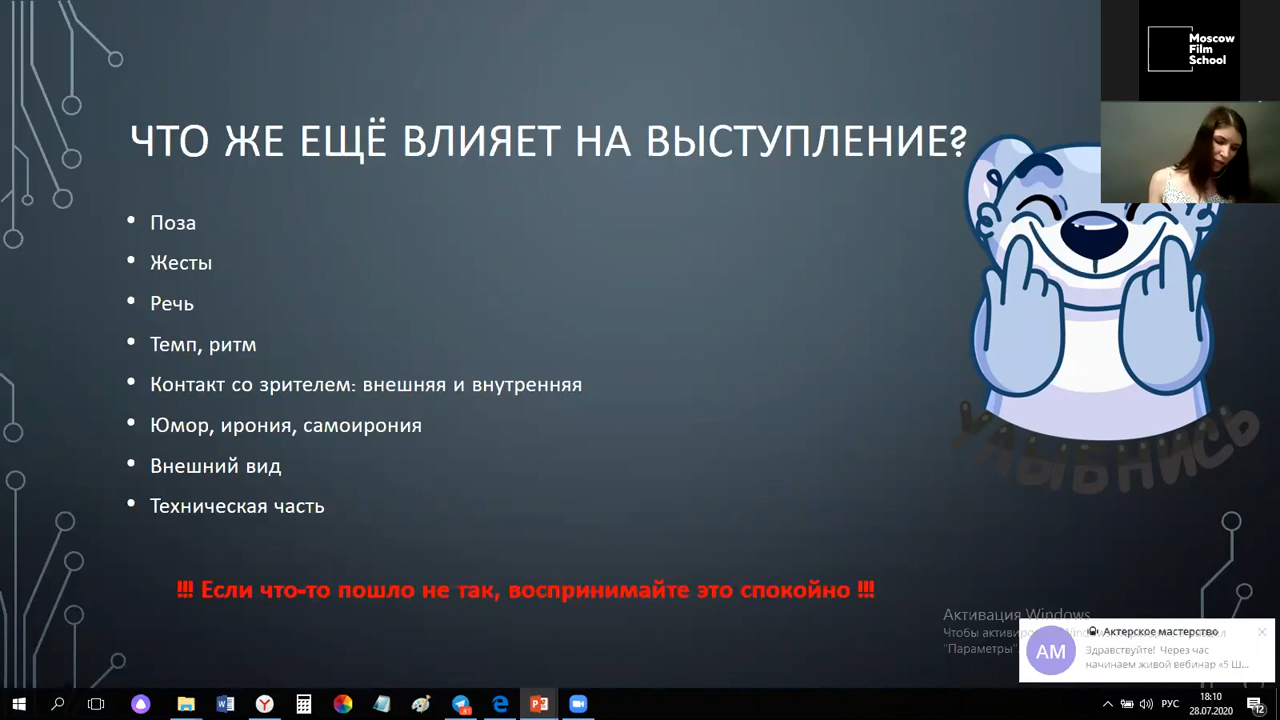 Moscow
Film
School
ЧТО ЖЕ ЕЩЁ ВЛИЯЕТ НА ВЫСТУПЛЕНИЕ?
• Поза
• Жесты
• Речь
• Темп, ритм
• Контакт со зрителем: внешняя и внутренняя
• Юмор, ирония, самоирония
• Внешний вид
• Техническая часть
УЛЫБНИСЬ
!!! Если что-то пошло не так, воспринимайте это спокойно !!!
Активация Windows
Чтобы
"Параметры".
АМ
Актерское мастерство
Здравствуйте! Через час
начинаем живой вебинар «5 Ш...
РУС
18:10
28.07.2020
12